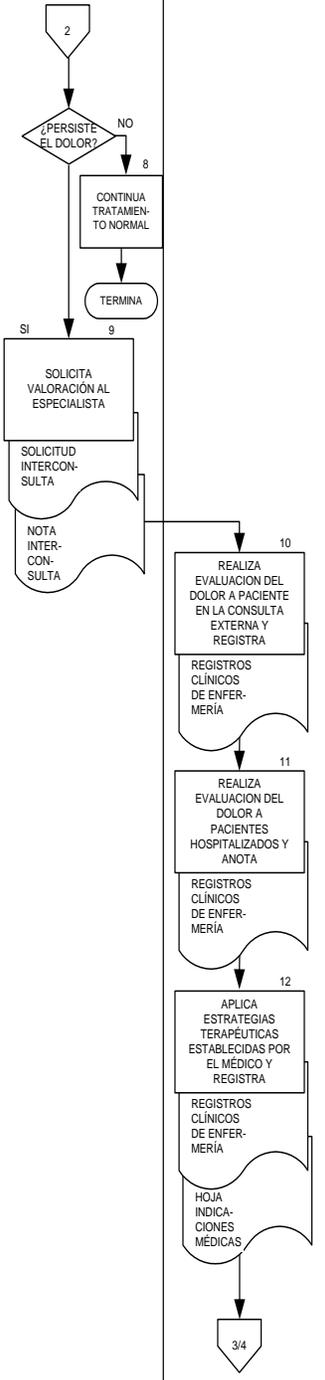 2
¿PERSISTE
EL DOLOR?
NO
8
CONTINUA
TRATAMIEN-
TO NORMAL
TERMINA
SI
9
SOLICITA
VALORACIÓN AL
ESPECIALISTA
SOLICITUD
INTERCON-
SULTA
NOTA
INTER-
CON-
SULTA
10
REALIZA
EVALUACION DEL
DOLOR A PACIENTE
EN LA CONSULTA
EXTERNA Y
REGISTRA
REGISTROS
CLÍNICOS
DE ENFER-
MERÍA
11
REALIZA
EVALUACION DEL
DOLOR A
PACIENTES
HOSPITALIZADOS Y
ANOTA
REGISTROS
CLÍNICOS
DE ENFER-
MERÍA
12
APLICA
ESTRATEGIAS
TERAPÉUTICAS
ESTABLECIDAS POR
EL MÉDICO Y
REGISTRA
REGISTROS
CLÍNICOS
DE ENFER-
MERÍA
HOJA
INDICA-
CIONES
MÉDICAS
3/4